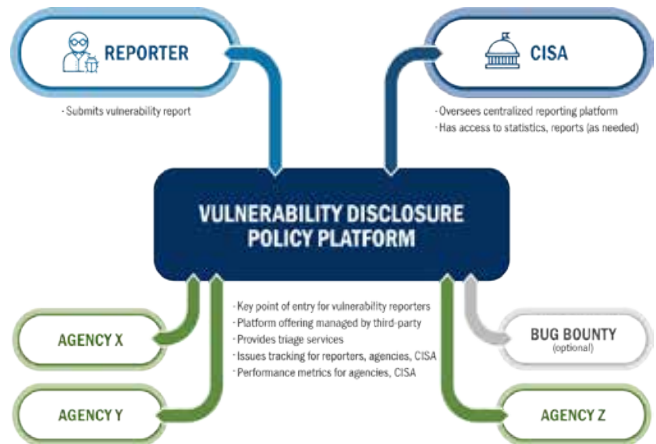 REPORTER
· Submits vulnerability report
CISA
· Oversees centralized reporting platform
· Has access to statistics, reports (as needed)
VULNERABILITY DISCLOSURE
POLICY PLATFORM
· Key point of entry for vulnerability reporters
· Platform offering managed by third-party
· Provides triage services
· Issues tracking for reporters, agencies, CISA
· Performance metrics for agencies, CISA
AGENCY X
AGENCY Y
BUG BOUNTY
(optional)
AGENCY Z